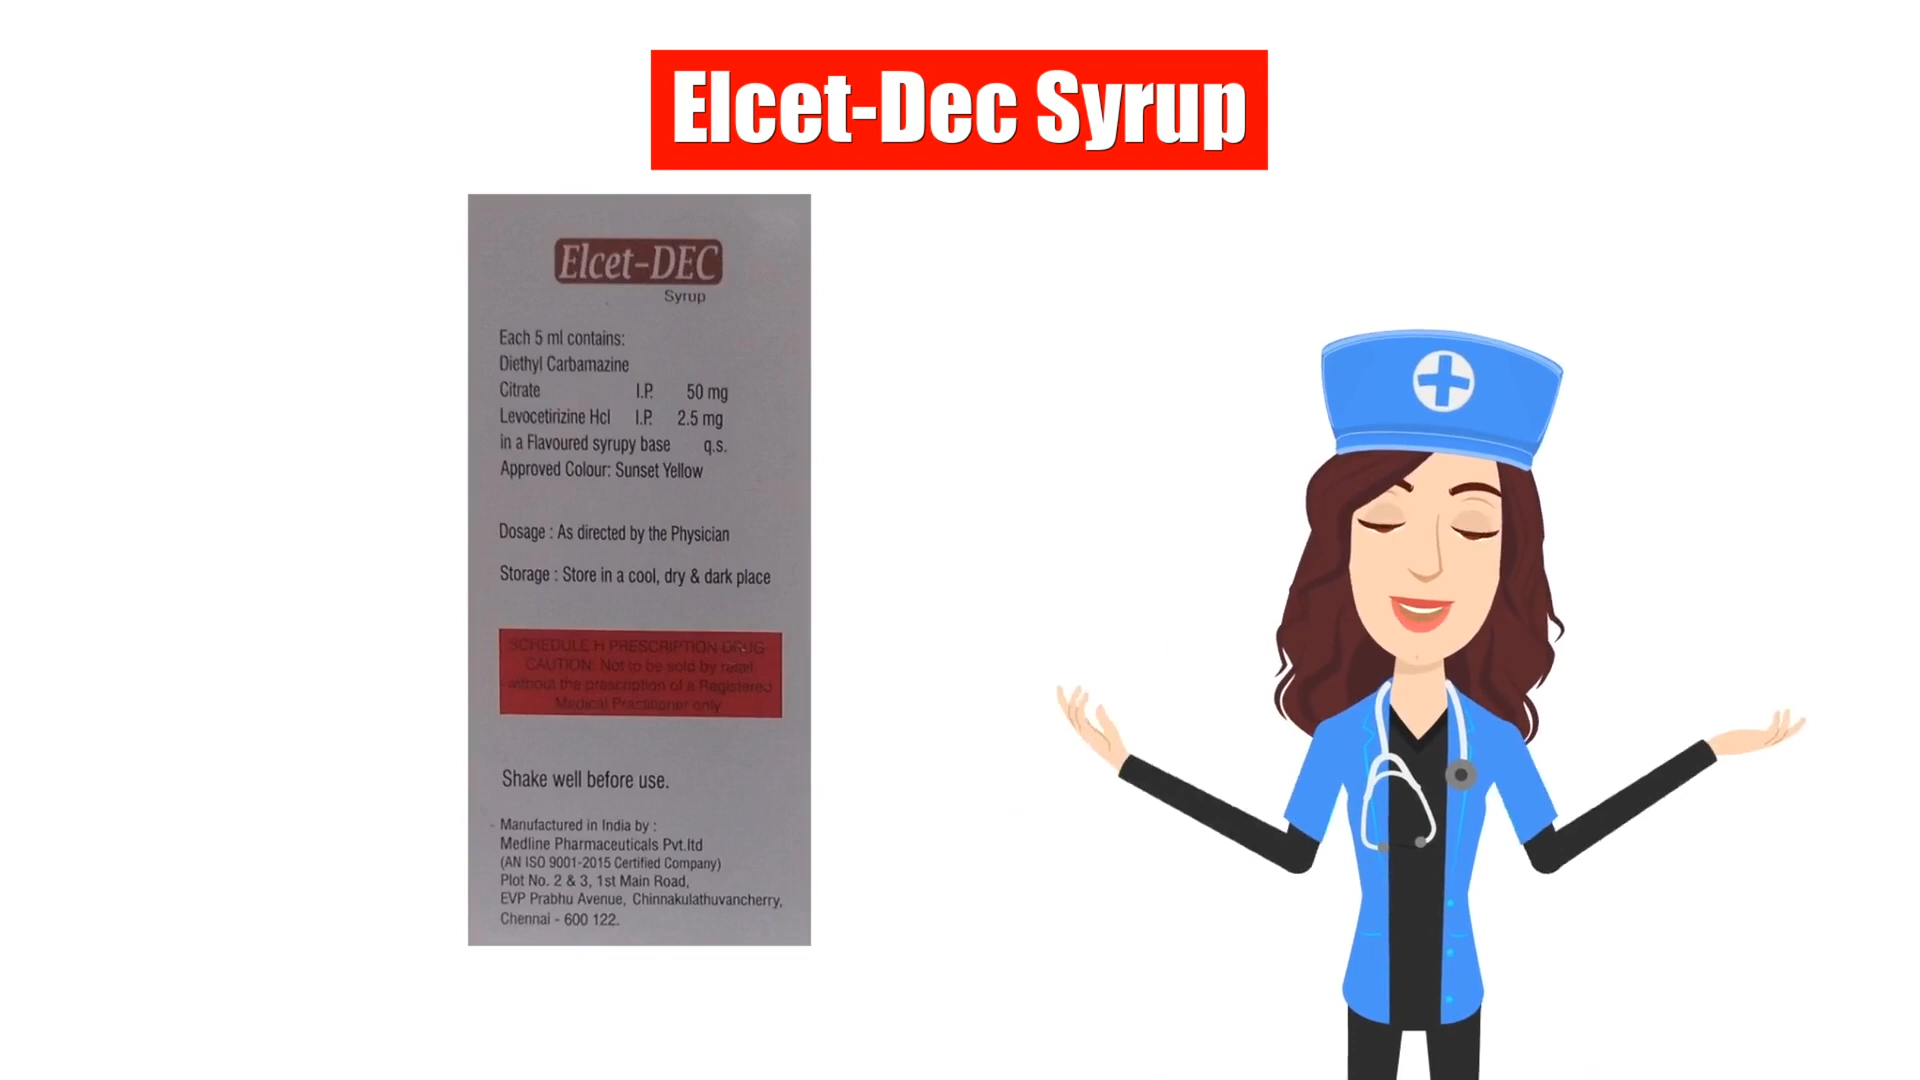 Elcet-Dec Syrup
Elcet-DEC
Syrup
Each 5 ml contains:
Diethyl Carbamazine
Citrate I.P. 50 mg
Levocetirizine Hcl I.P. 2.5 mg
in a Flavoured syrupy base q.s.
Approved Colour: Sunset Yellow
Dosage : As directed by the Physician
Storage : Store in a cool, dry & dark place
SCHEDULE H PRESCRIPTION DRUG
CAUTION: Not to be sold by retail
without the prescription of a Registered
Medical Practitioner only
Shake well before use.
Manufactured in India by :
Medline Pharmaceuticals Pvt.ltd
(AN ISO 9001-2015 Certified Company)
Plot No. 2 & 3, 1st Main Road,
EVP Prabhu Avenue, Chinnakulathuvancherry,
Chennai - 600 122.